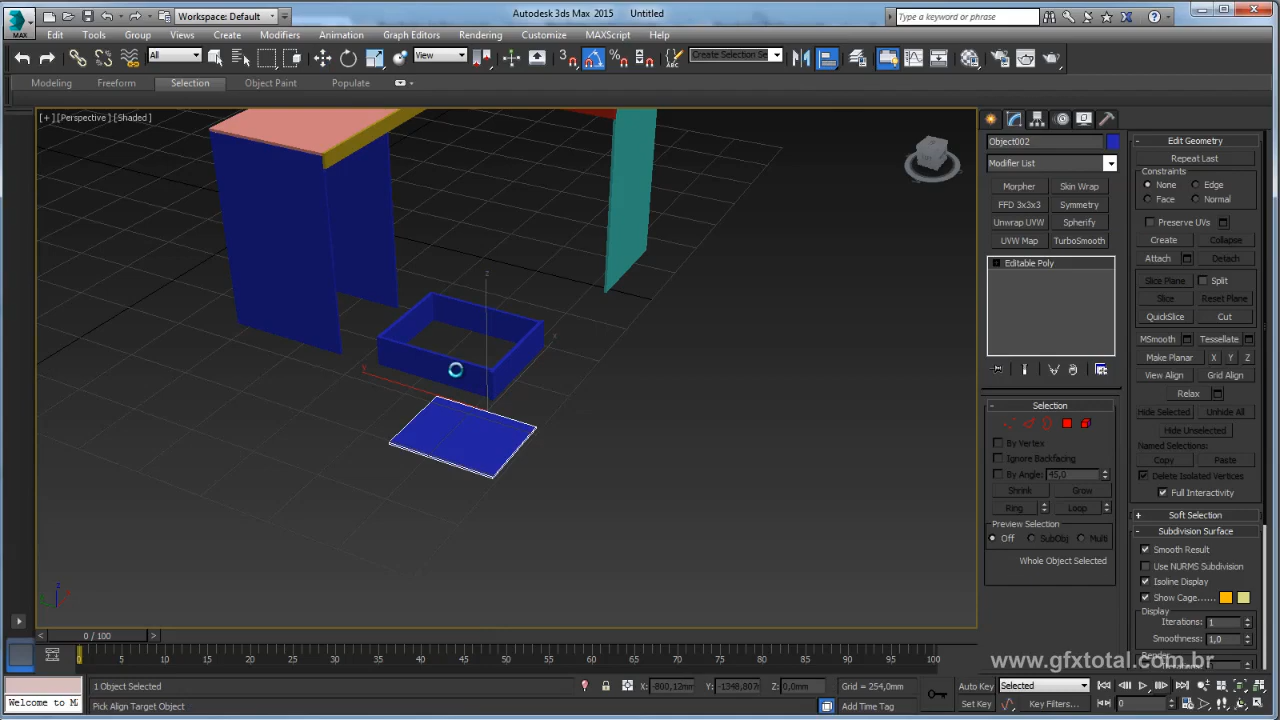 Workspace: Default
Autodesk 3ds Max 2015 Untitled
Type a keyword or phrase
MAX
Edit Tools Group Views Create Modifiers Animation Graph Editors Rendering Customize MAXScript Help
All
View
3
Create Selection Se
Modeling Freeform Selection Object Paint Populate
[+] [Perspective] [Shaded]
z
x
Object002
Modifier List
Morpher Skin Wrap
FFD 3x3x3 Symmetry
Unwrap UVW Spherify
UVW Map TurboSmooth
Editable Poly
Selection
By Vertex
Ignore Backfacing
By Angle: 45,0
Shrink Grow
Ring Loop
Preview Selection
Off SubObj Multi
Whole Object Selected
Edit Geometry
Repeat Last
Constraints
None Edge
Face Normal
Preserve UVs
Create Collapse
Attach Detach
Slice Plane Split
Slice Reset Plane
QuickSlice Cut
MSmooth Tessellate
Make Planar X Y Z
View Align Grid Align
Relax
Hide Selected Unhide All
Hide Unselected
Named Selections:
Copy Paste
Delete Isolated Vertices
Full Interactivity
Soft Selection
Subdivision Surface
Smooth Result
Use NURMS Subdivision
Isoline Display
Show Cage......
Display
Iterations: 1
Smoothness: 1,0
www.gfxtotal.com.br
0 / 100
0 5 10 15 20 25 30 35 40 45 50 55 60 65 70 75 80 85 90 95 100
1 Object Selected
X: -800,12mm Y: -1348,807 Z: 0,0mm Grid = 254,0mm
Auto Key Selected
Welcome to M
Pick Align Target Object
Add Time Tag
Set Key Key Filters... 0